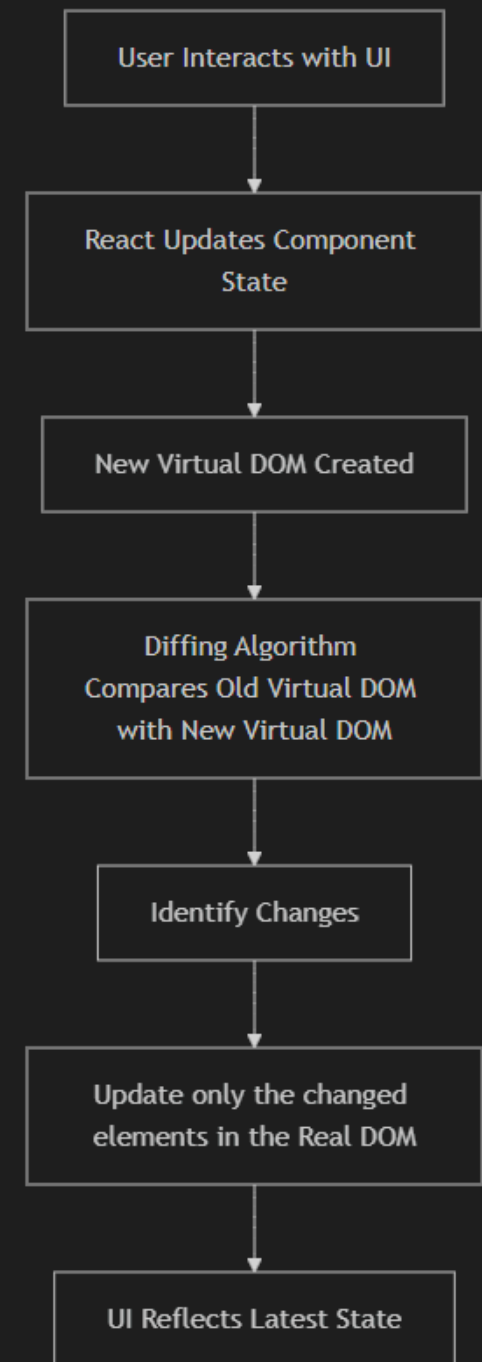 User Interacts with UI
React Updates Component
State
New Virtual DOM Created
Diffing Algorithm
Compares Old Virtual DOM
with New Virtual DOM
Identify Changes
Update only the changed
elements in the Real DOM
UI Reflects Latest State